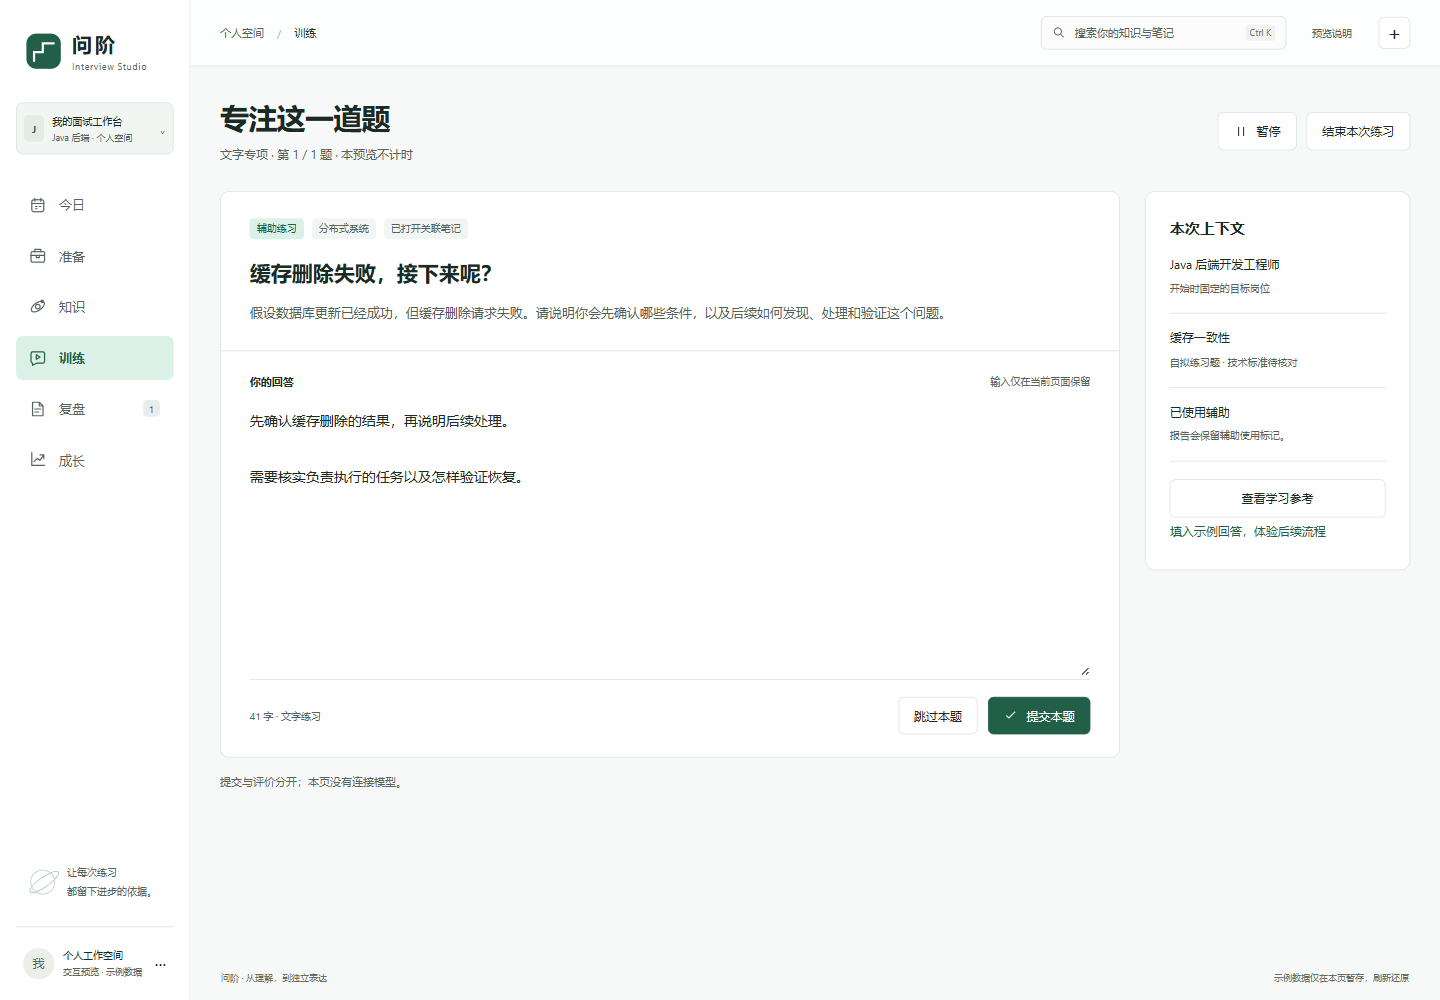 问阶
Interview Studio
J
我的面试工作台
Java 后端 · 个人空间
今日
准备
知识
训练
复盘
1
成长
让每次练习
都留下进步的依据。
我
个人工作空间
交互预览 · 示例数据
个人空间 / 训练
搜索你的知识与笔记
Ctrl K
预览说明
专注这一道题
文字专项 · 第 1 / 1 题 · 本预览不计时
暂停
结束本次练习
辅助练习
分布式系统
已打开关联笔记
缓存删除失败，接下来呢？
假设数据库更新已经成功，但缓存删除请求失败。请说明你会先确认哪些条件，以及后续如何发现、处理和验证这个问题。
你的回答
输入仅在当前页面保留
先确认缓存删除的结果，再说明后续处理。
需要核实负责执行的任务以及怎样验证恢复。
41 字 · 文字练习
跳过本题
提交本题
提交与评价分开；本页没有连接模型。
本次上下文
Java 后端开发工程师
开始时固定的目标岗位
缓存一致性
自拟练习题 · 技术标准待核对
已使用辅助
报告会保留辅助使用标记。
查看学习参考
填入示例回答，体验后续流程
问阶 · 从理解，到独立表达
示例数据仅在本页暂存，刷新还原